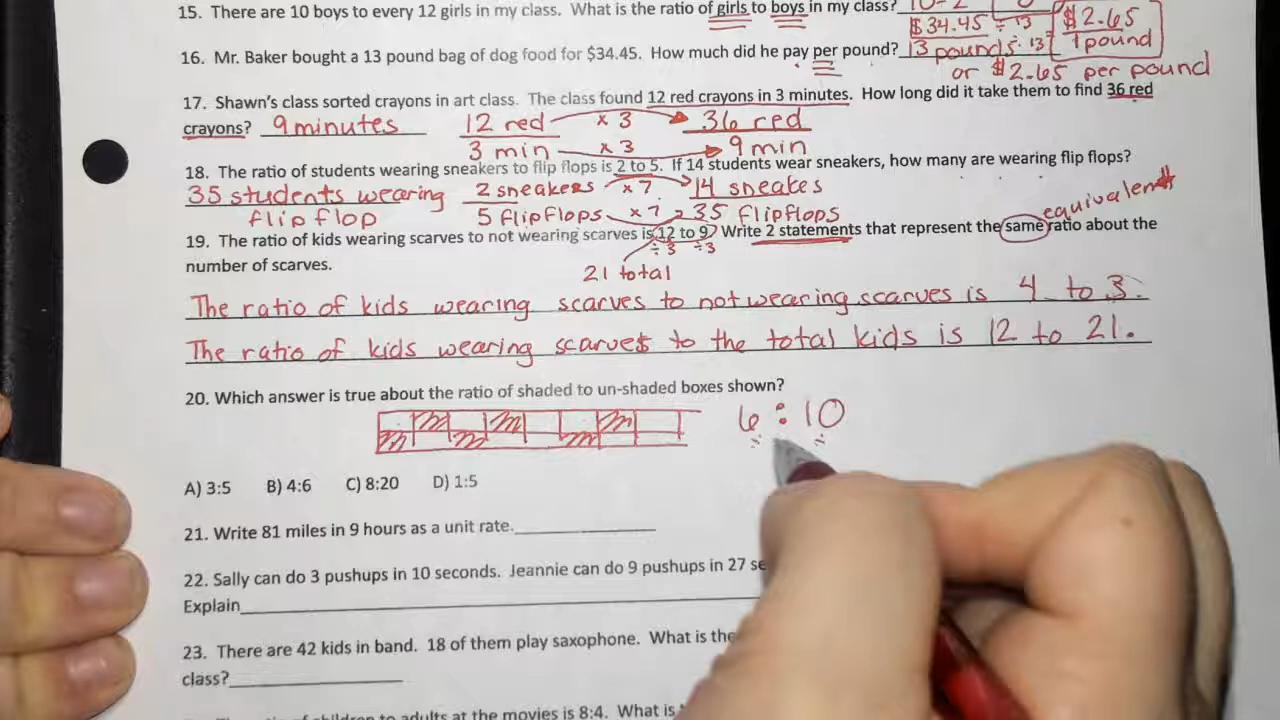 15. There are 10 boys to every 12 girls in my class. What is the ratio of girls to boys in my class?
$34.45 ÷ 13 $2.65
16. Mr. Baker bought a 13 pound bag of dog food for $34.45. How much did he pay per pound? 13 pounds ÷ 13 1 pound
or $2.65 per pound
17. Shawn's class sorted crayons in art class. The class found 12 red crayons in 3 minutes. How long did it take them to find 36 red
crayons? 9 minutes 12 red x 3 36 red
3 min x 3 9 min
18. The ratio of students wearing sneakers to flip flops is 2 to 5. If 14 students wear sneakers, how many are wearing flip flops?
35 students wearing 2 sneakers x 7 14 sneakes
flip flop 5 flipflops x 7 35 flipflops
equivalent
19. The ratio of kids wearing scarves to not wearing scarves is 12 to 9. Write 2 statements that represent the same ratio about the
÷3 ÷3
number of scarves.
21 total
The ratio of kids wearing scarves to not wearing scarves is 4 to 3.
The ratio of kids wearing scarves to the total kids is 12 to 21.
20. Which answer is true about the ratio of shaded to un-shaded boxes shown?
6 : 10
÷ ÷
A) 3:5 B) 4:6 C) 8:20 D) 1:5
21. Write 81 miles in 9 hours as a unit rate.
22. Sally can do 3 pushups in 10 seconds. Jeannie can do 9 pushups in 27
Explain
23. There are 42 kids in band. 18 of them play saxophone. What is the
class?
of children to adults at the movies is 8:4. What is